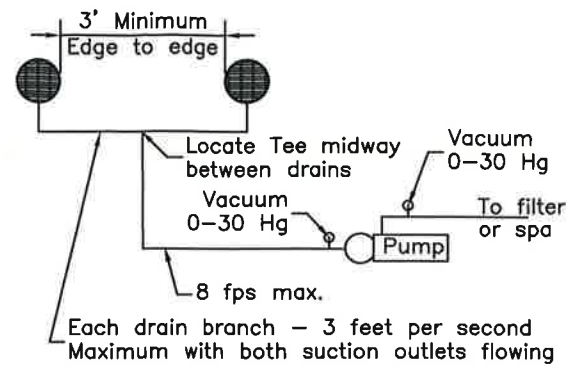 3' Minimum
Edge to edge
Locate Tee midway
between drains
Vacuum
0-30 Hg
Vacuum
0-30 Hg
To filter
or spa
Pump
8 fps max.
Each drain branch - 3 feet per second
Maximum with both suction outlets flowing